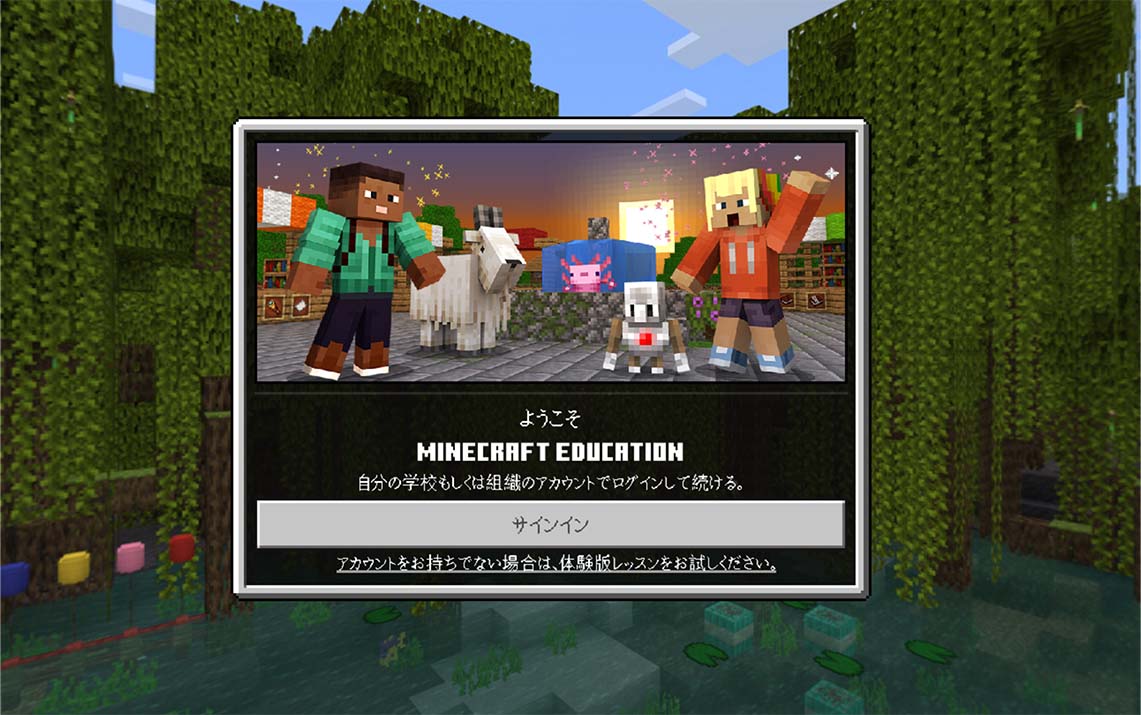 ようこそ
MINECRAFT EDUCATION
自分の学校もしくは組織のアカウントでログインして続ける。
サインイン
アカウントをお持ちでない場合は、体験版レッスンをお試しください。